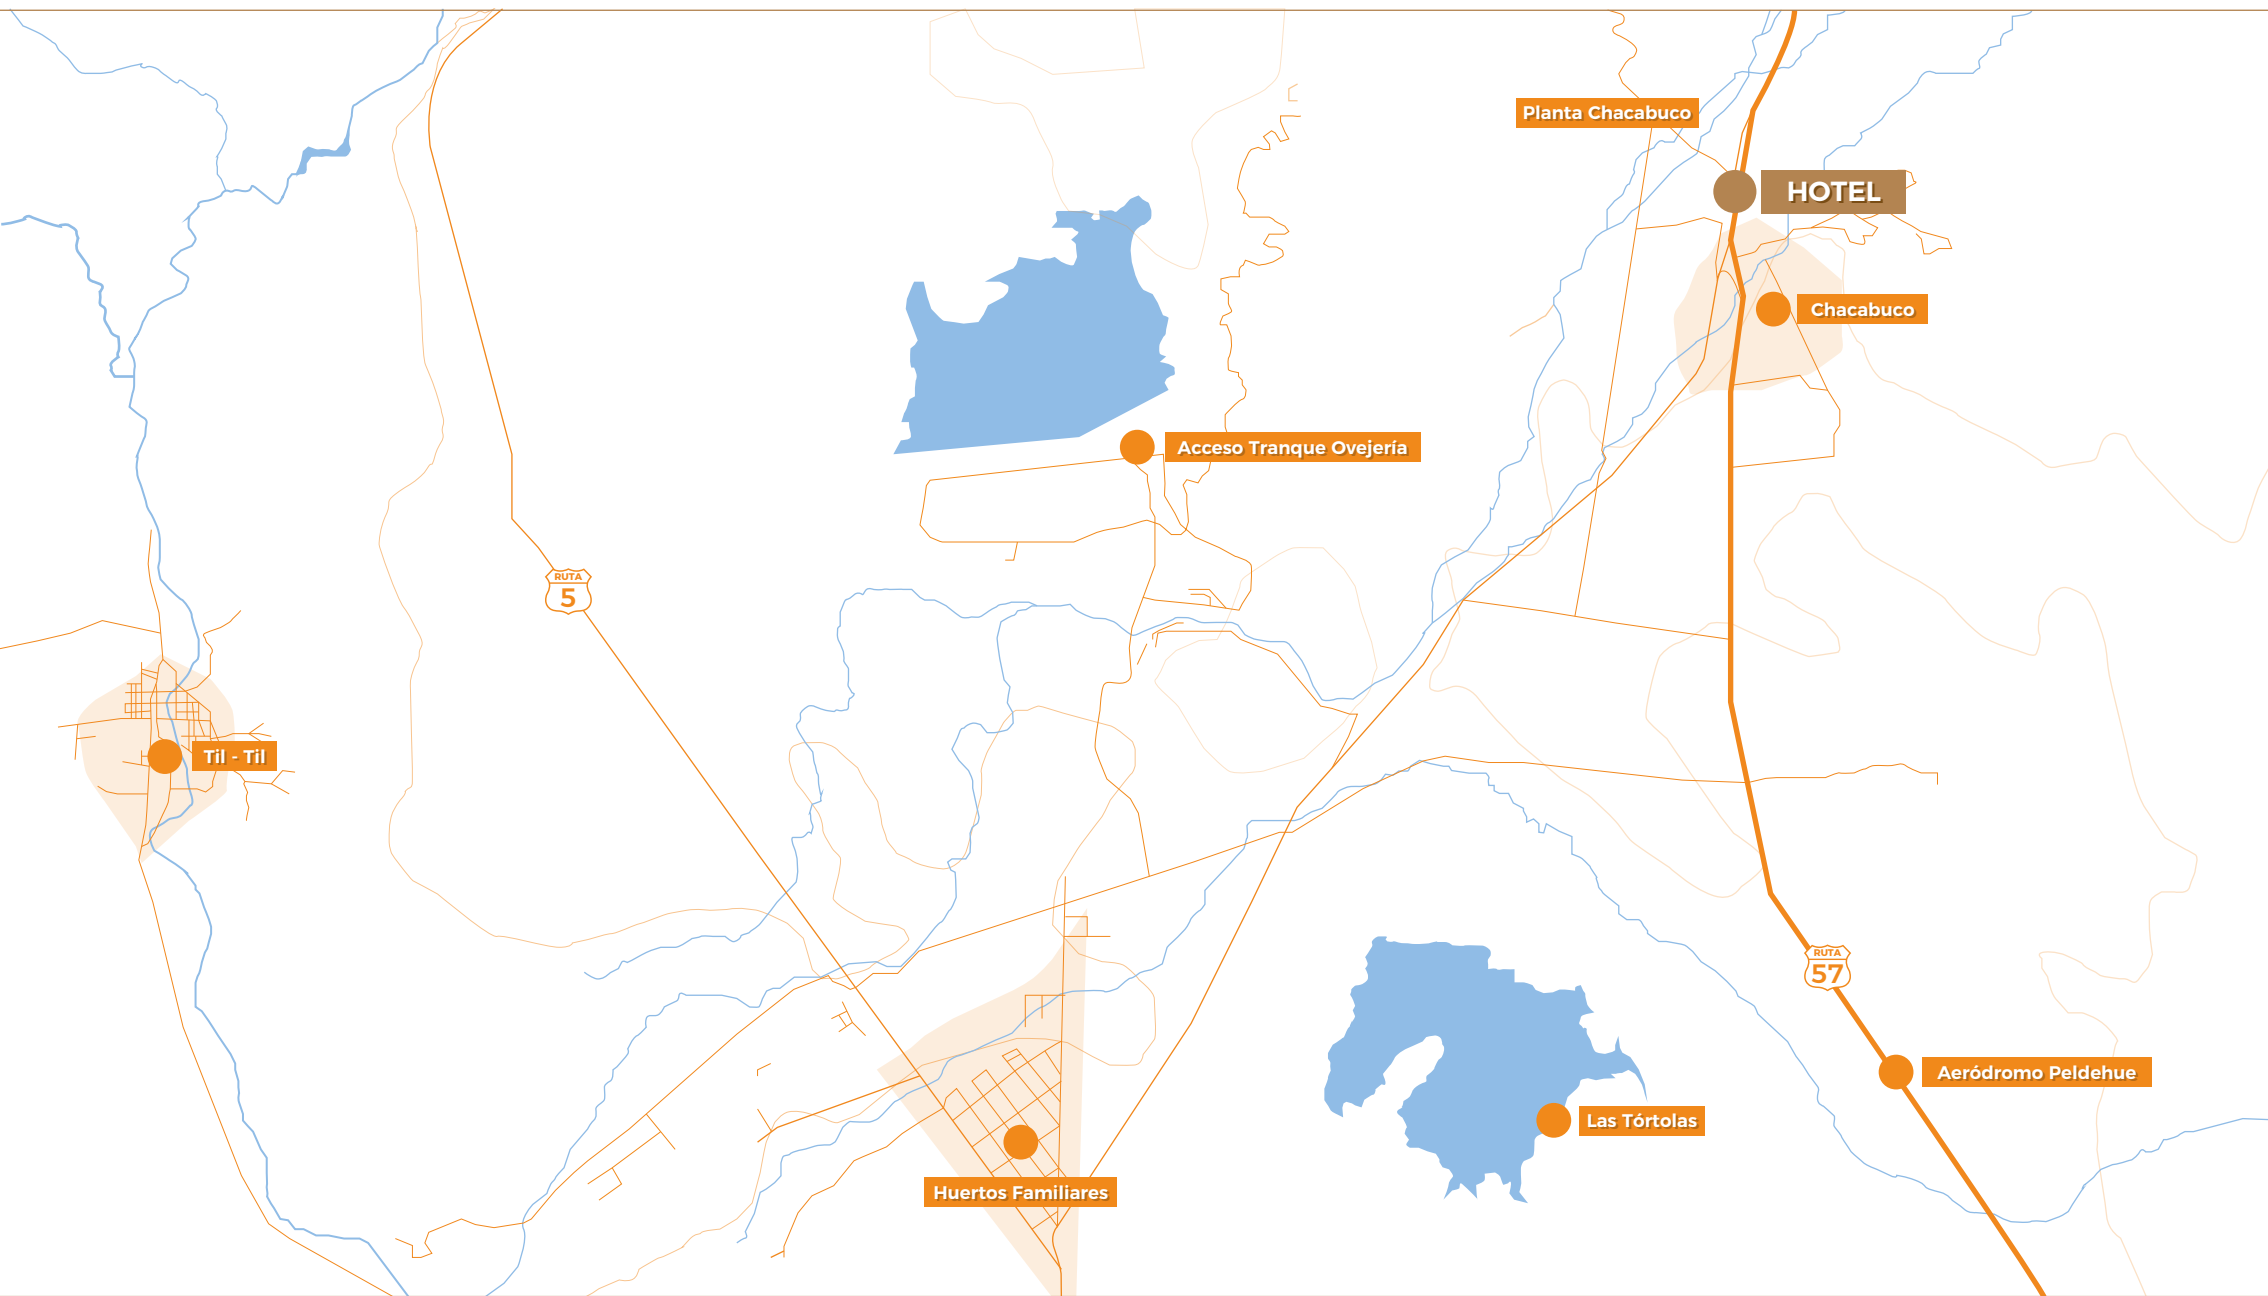 Planta Chacabuco
HOTEL
Chacabuco
Acceso Tranque Ovejería
RUTA
5
Til - Til
RUTA
57
Aeródromo Peldehue
Las Tórtolas
Huertos Familiares